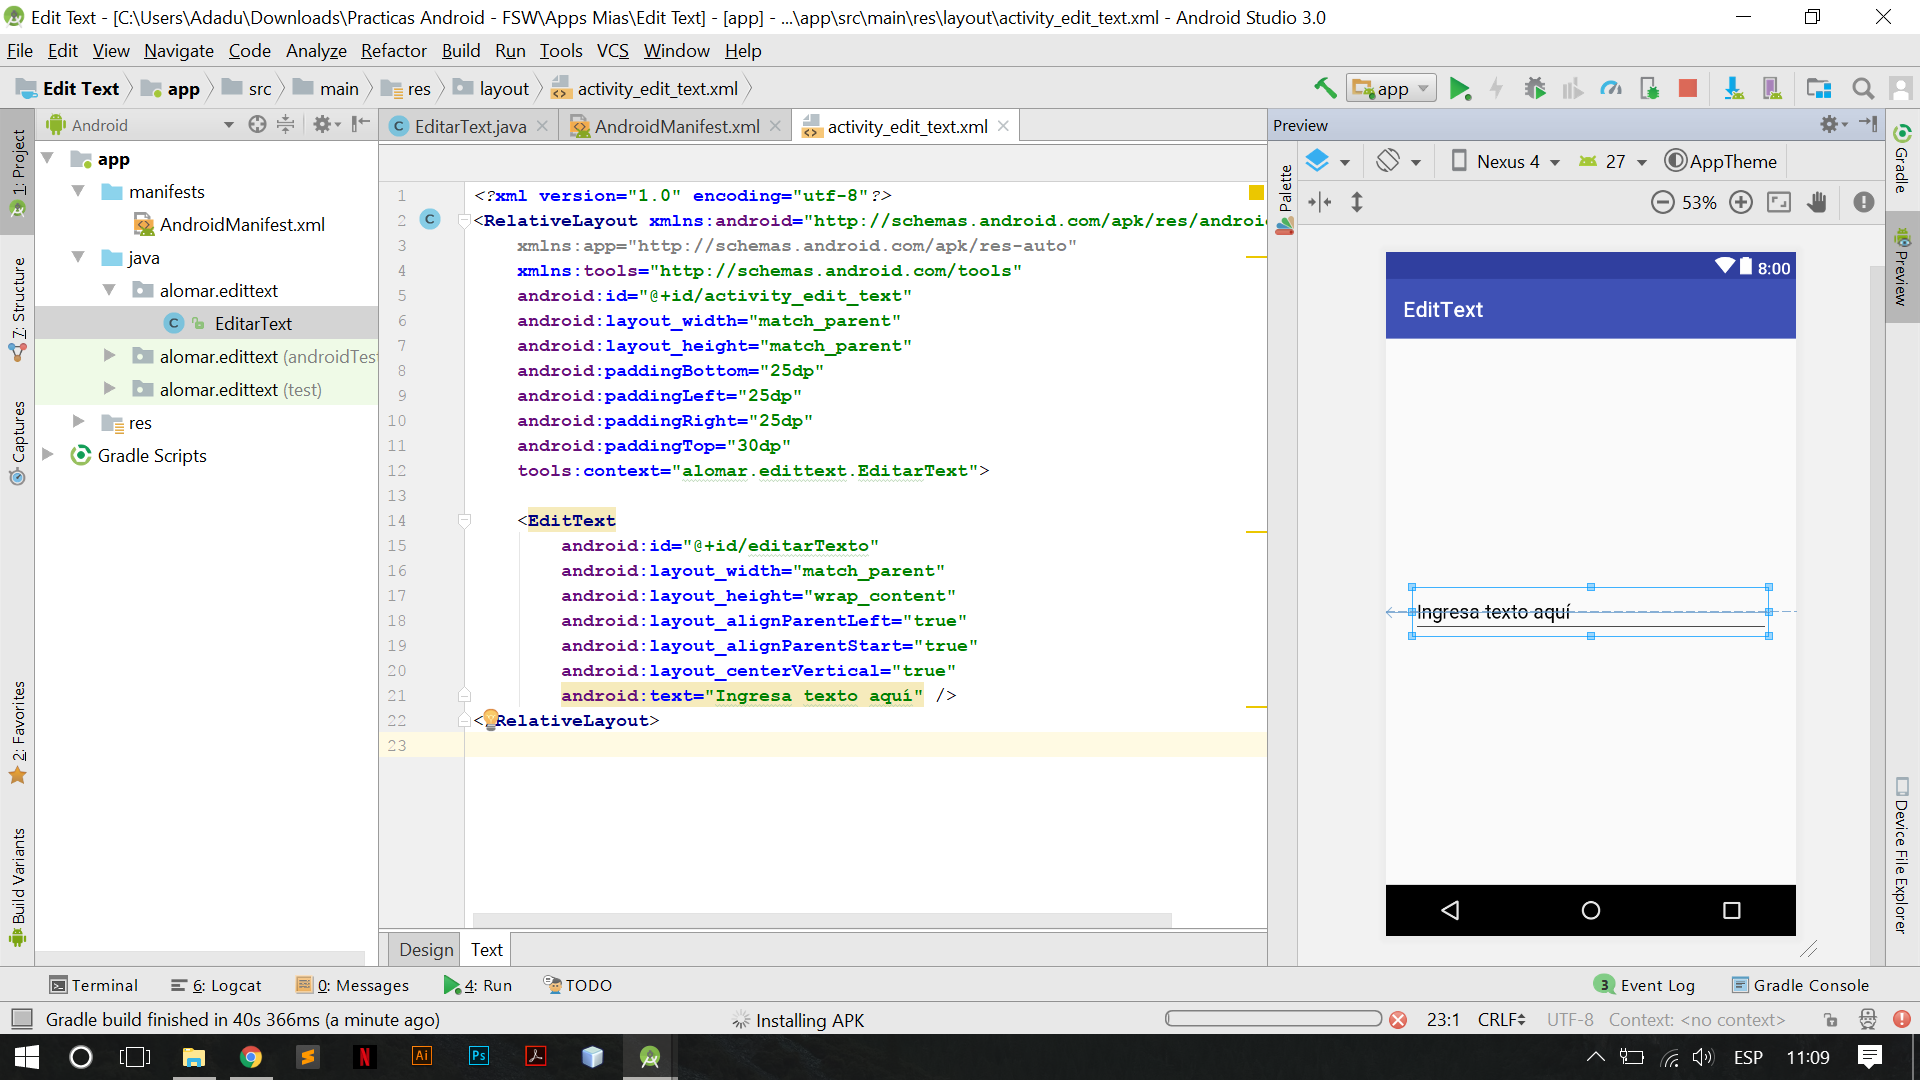 Edit Text - [C:\Users\Adadu\Downloads\Practicas Android - FSW\Apps Mias\Edit Text] - [app] - ...\app\src\main\res\layout\activity_edit_text.xml - Android Studio 3.0
File Edit View Navigate Code Analyze Refactor Build Run Tools VCS Window Help
Edit Text app src main res layout activity_edit_text.xml app
Android
EditarText.java AndroidManifest.xml activity_edit_text.xml
Preview
1: Project
7: Structure
Captures
2: Favorites
Build Variants
app
manifests
AndroidManifest.xml
java
alomar.edittext
EditarText
alomar.edittext (androidTes
alomar.edittext (test)
res
Gradle Scripts
1 <?xml version="1.0" encoding="utf-8"?>
2 <RelativeLayout xmlns:android="http://schemas.android.com/apk/res/androi
3 xmlns:app="http://schemas.android.com/apk/res-auto"
4 xmlns:tools="http://schemas.android.com/tools"
5 android:id="@+id/activity_edit_text"
6 android:layout_width="match_parent"
7 android:layout_height="match_parent"
8 android:paddingBottom="25dp"
9 android:paddingLeft="25dp"
10 android:paddingRight="25dp"
11 android:paddingTop="30dp"
12 tools:context="alomar.edittext.EditarText">
13
14 <EditText
15 android:id="@+id/editarTexto"
16 android:layout_width="match_parent"
17 android:layout_height="wrap_content"
18 android:layout_alignParentLeft="true"
19 android:layout_alignParentStart="true"
20 android:layout_centerVertical="true"
21 android:text="Ingresa texto aquí" />
22 <RelativeLayout>
23
Design Text
Palette
Nexus 4 27 AppTheme
53%
8:00
EditText
Ingresa texto aquí
Gradle
Preview
Device File Explorer
Terminal 6: Logcat 0: Messages 4: Run TODO
3 Event Log Gradle Console
Gradle build finished in 40s 366ms (a minute ago) Installing APK 23:1 CRLF UTF-8 Context: <no context>
N Ai Ps ESP 11:09